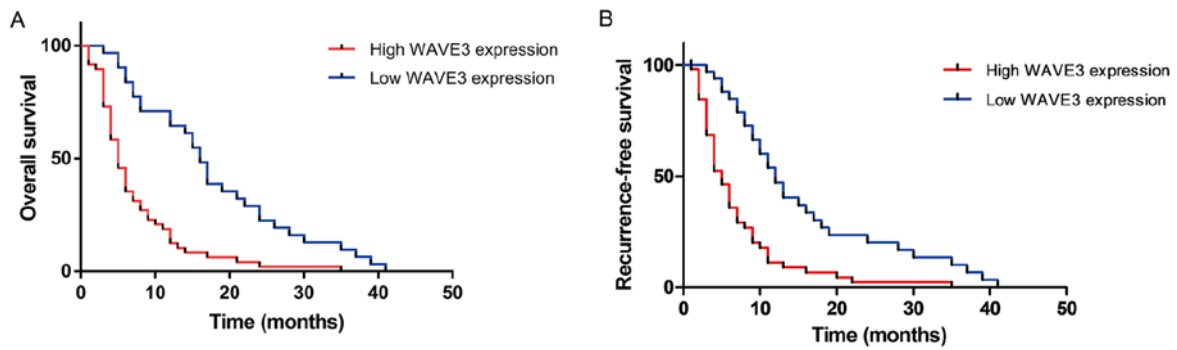 A
Overall survival
100
50
0
0 10 20 30 40 50
Time (months)
High WAVE3 expression
Low WAVE3 expression
B
Recurrence-free survival
100
50
0
0 10 20 30 40 50
Time (months)
High WAVE3 expression
Low WAVE3 expression